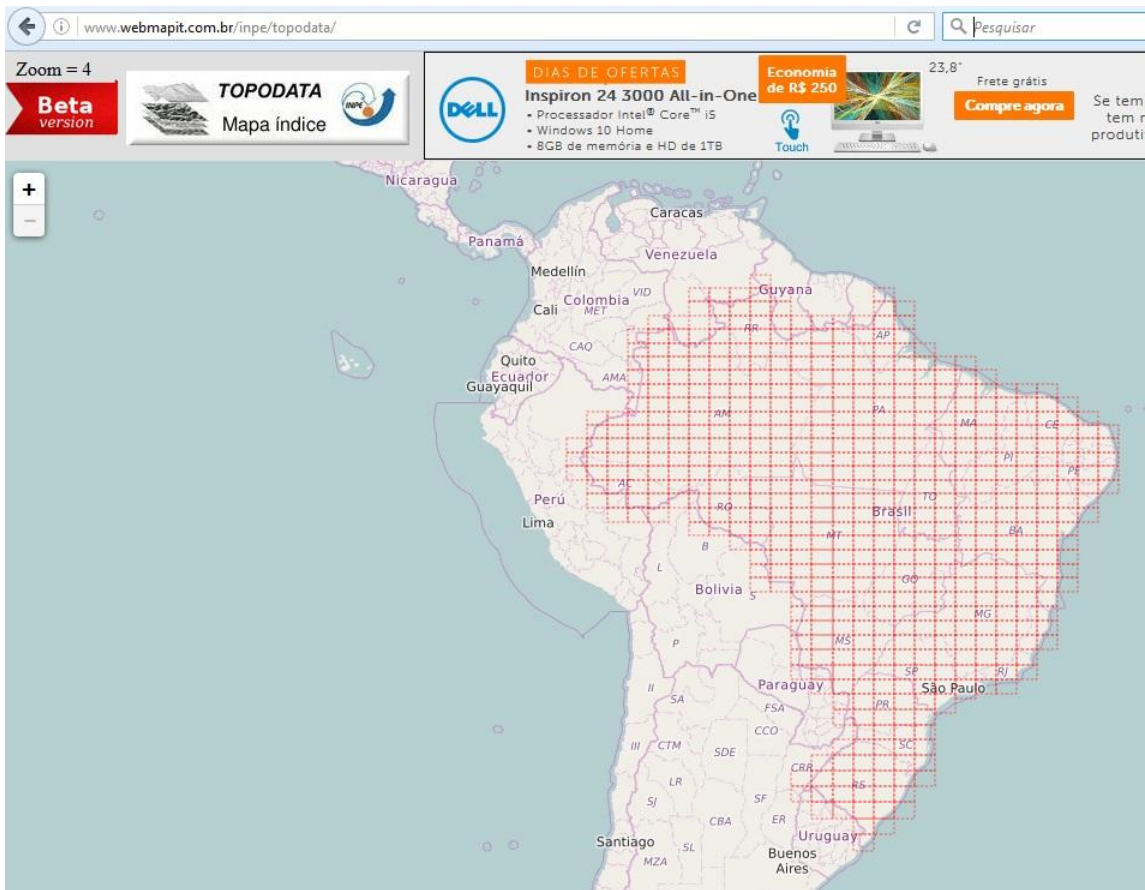 www.webmapit.com.br/inpe/topodata/
Pesquisar
Zoom = 4
Beta
version
TOPODATA
Mapa índice
INPE
DELL
DIAS DE OFERTAS
Inspiron 24 3000 All-in-One
• Processador Intel® Core™ i5
• Windows 10 Home
• 8GB de memória e HD de 1TB
Economia
de R$ 250
Touch
23,8"
Frete grátis
Compre agora
Se tem
tem
produti
+
−
Nicaragua
Caracas
Panamá
Venezuela
Medellín
Guyana
VID
Colombia
Cali
MET
RR
AP
CAQ
Quito
Ecuador
AMA
Guayaquil
AM
PA
MA
CE
PI
PE
AC
Perú
RO
TO
Brasil
Lima
MT
BA
B
L
GO
Bolivia
S
MG
P
MS
SP
RJ
II
Paraguay
São Paulo
SA
FSA
PR
CCO
III
CTM
SDE
SC
CRR
LR
RS
SJ
SF
CBA
ER
Uruguay
Santiago
SL
Buenos
Aires
MZA